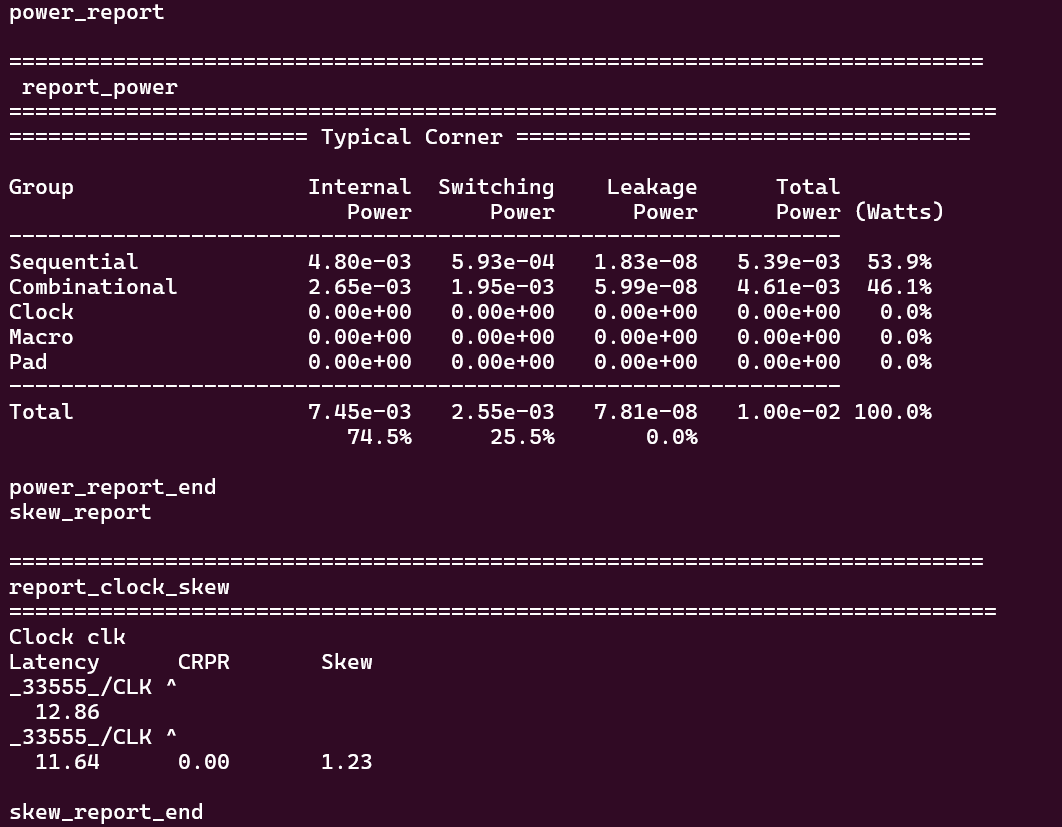 power_report
===========================================================================
 report_power
============================================================================
======================= Typical Corner ===================================
Group                  Internal  Switching    Leakage      Total
                          Power      Power      Power      Power (Watts)
----------------------------------------------------------------
Sequential             4.80e-03   5.93e-04   1.83e-08   5.39e-03  53.9%
Combinational          2.65e-03   1.95e-03   5.99e-08   4.61e-03  46.1%
Clock                  0.00e+00   0.00e+00   0.00e+00   0.00e+00   0.0%
Macro                  0.00e+00   0.00e+00   0.00e+00   0.00e+00   0.0%
Pad                    0.00e+00   0.00e+00   0.00e+00   0.00e+00   0.0%
----------------------------------------------------------------
Total                  7.45e-03   2.55e-03   7.81e-08   1.00e-02 100.0%
                          74.5%      25.5%       0.0%
power_report_end
skew_report
===========================================================================
report_clock_skew
============================================================================
Clock clk
Latency      CRPR       Skew
_33555_/CLK ^
  12.86
_33555_/CLK ^
  11.64      0.00       1.23
skew_report_end